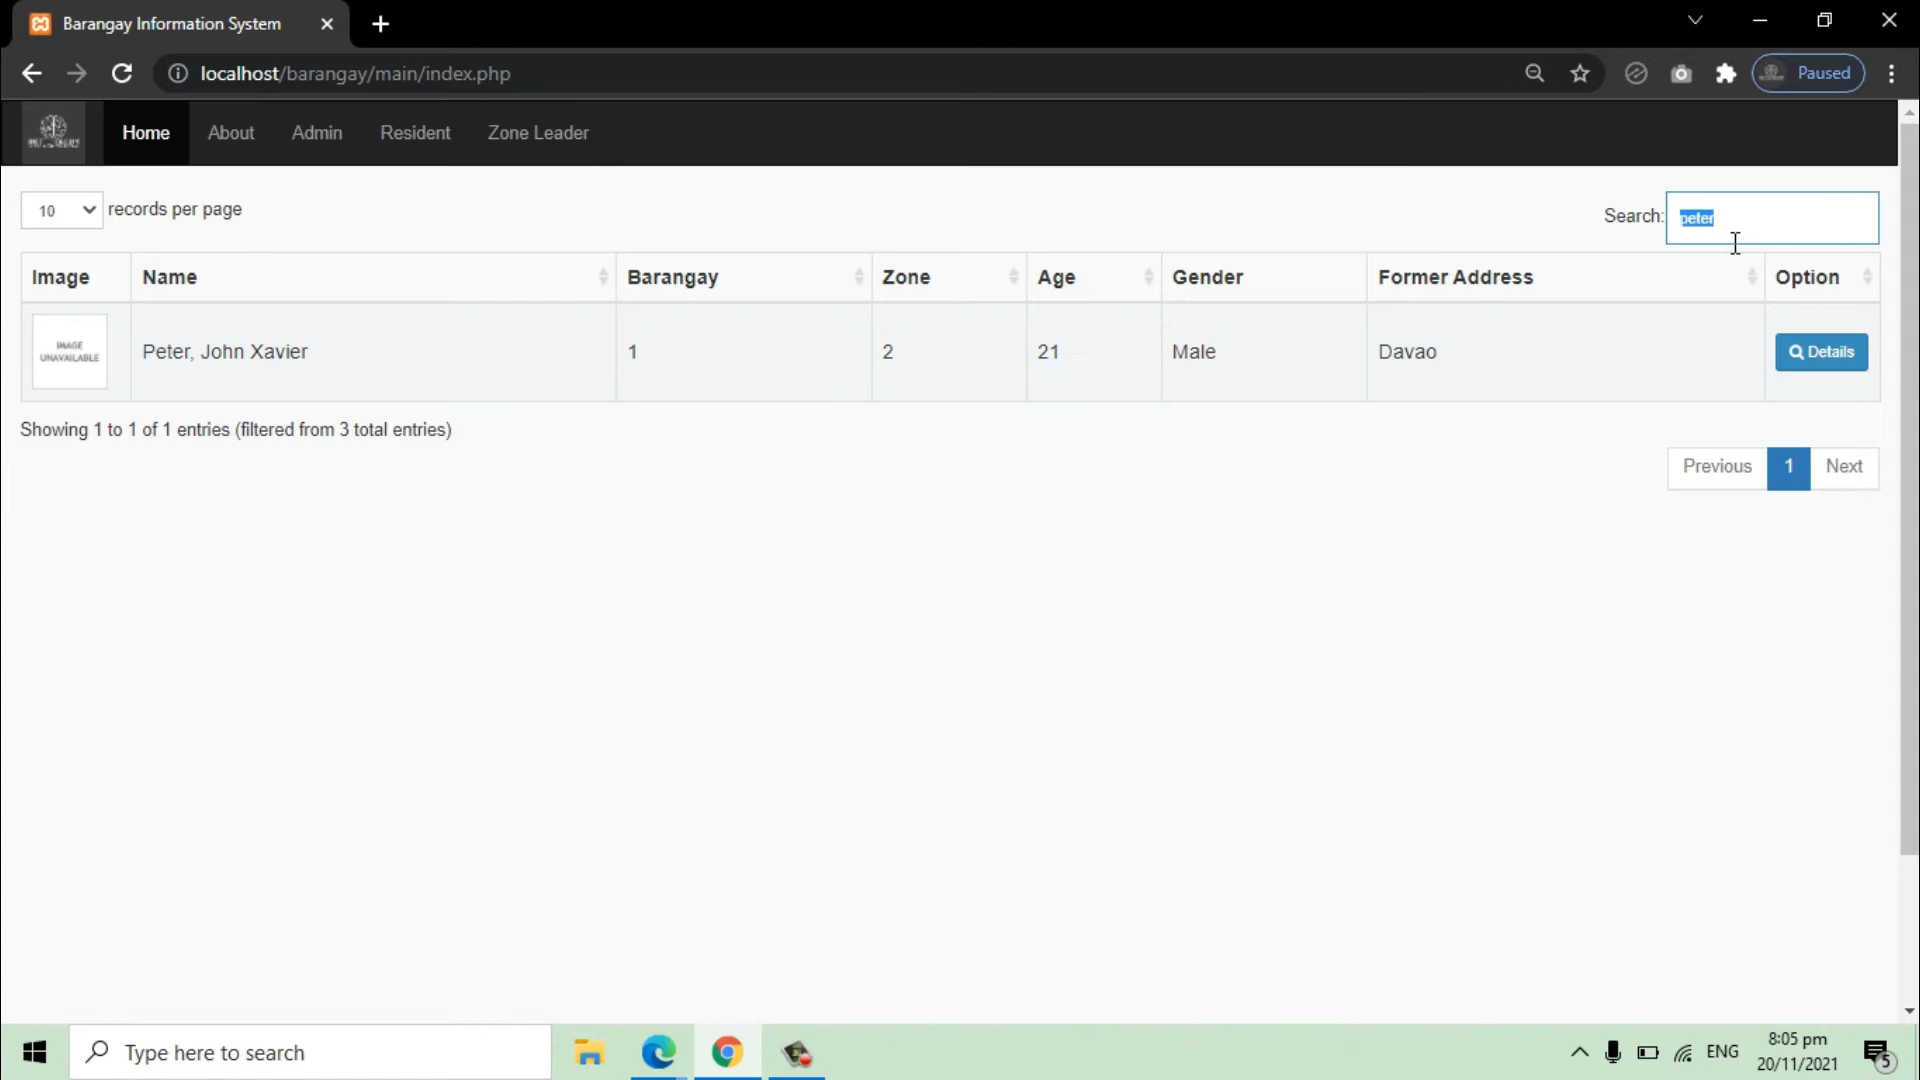 Barangay Information System
localhost/barangay/main/index.php
Paused
Home About Admin Resident Zone Leader
10 records per page
Search: peter
Image Name Barangay Zone Age Gender Former Address Option
IMAGE
UNAVAILABLE
Peter, John Xavier 1 2 21 Male Davao Details
Showing 1 to 1 of 1 entries (filtered from 3 total entries)
Previous 1 Next
Type here to search
ENG
8:05 pm
20/11/2021
5